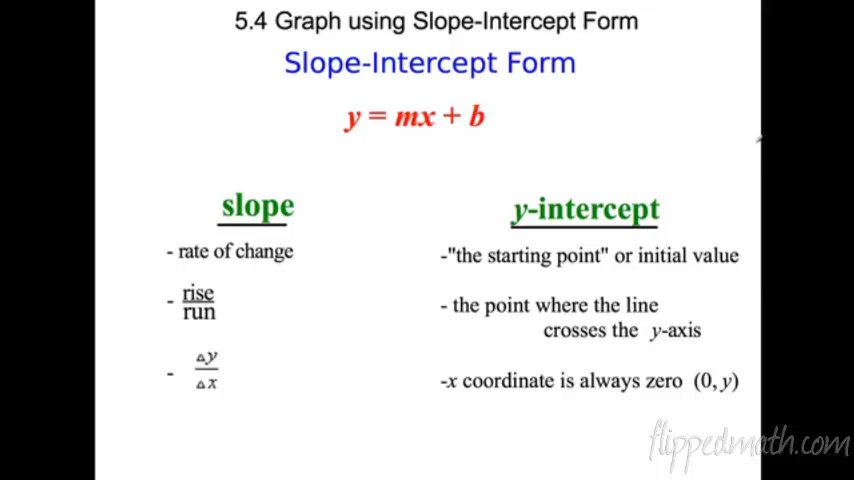 5.4 Graph using Slope-Intercept Form
Slope-Intercept Form
y = mx + b
slope
- rate of change
- rise
run
- △y
△x
y-intercept
-"the starting point" or initial value
- the point where the line
crosses the y-axis
-x coordinate is always zero (0, y)
flippedmath.com